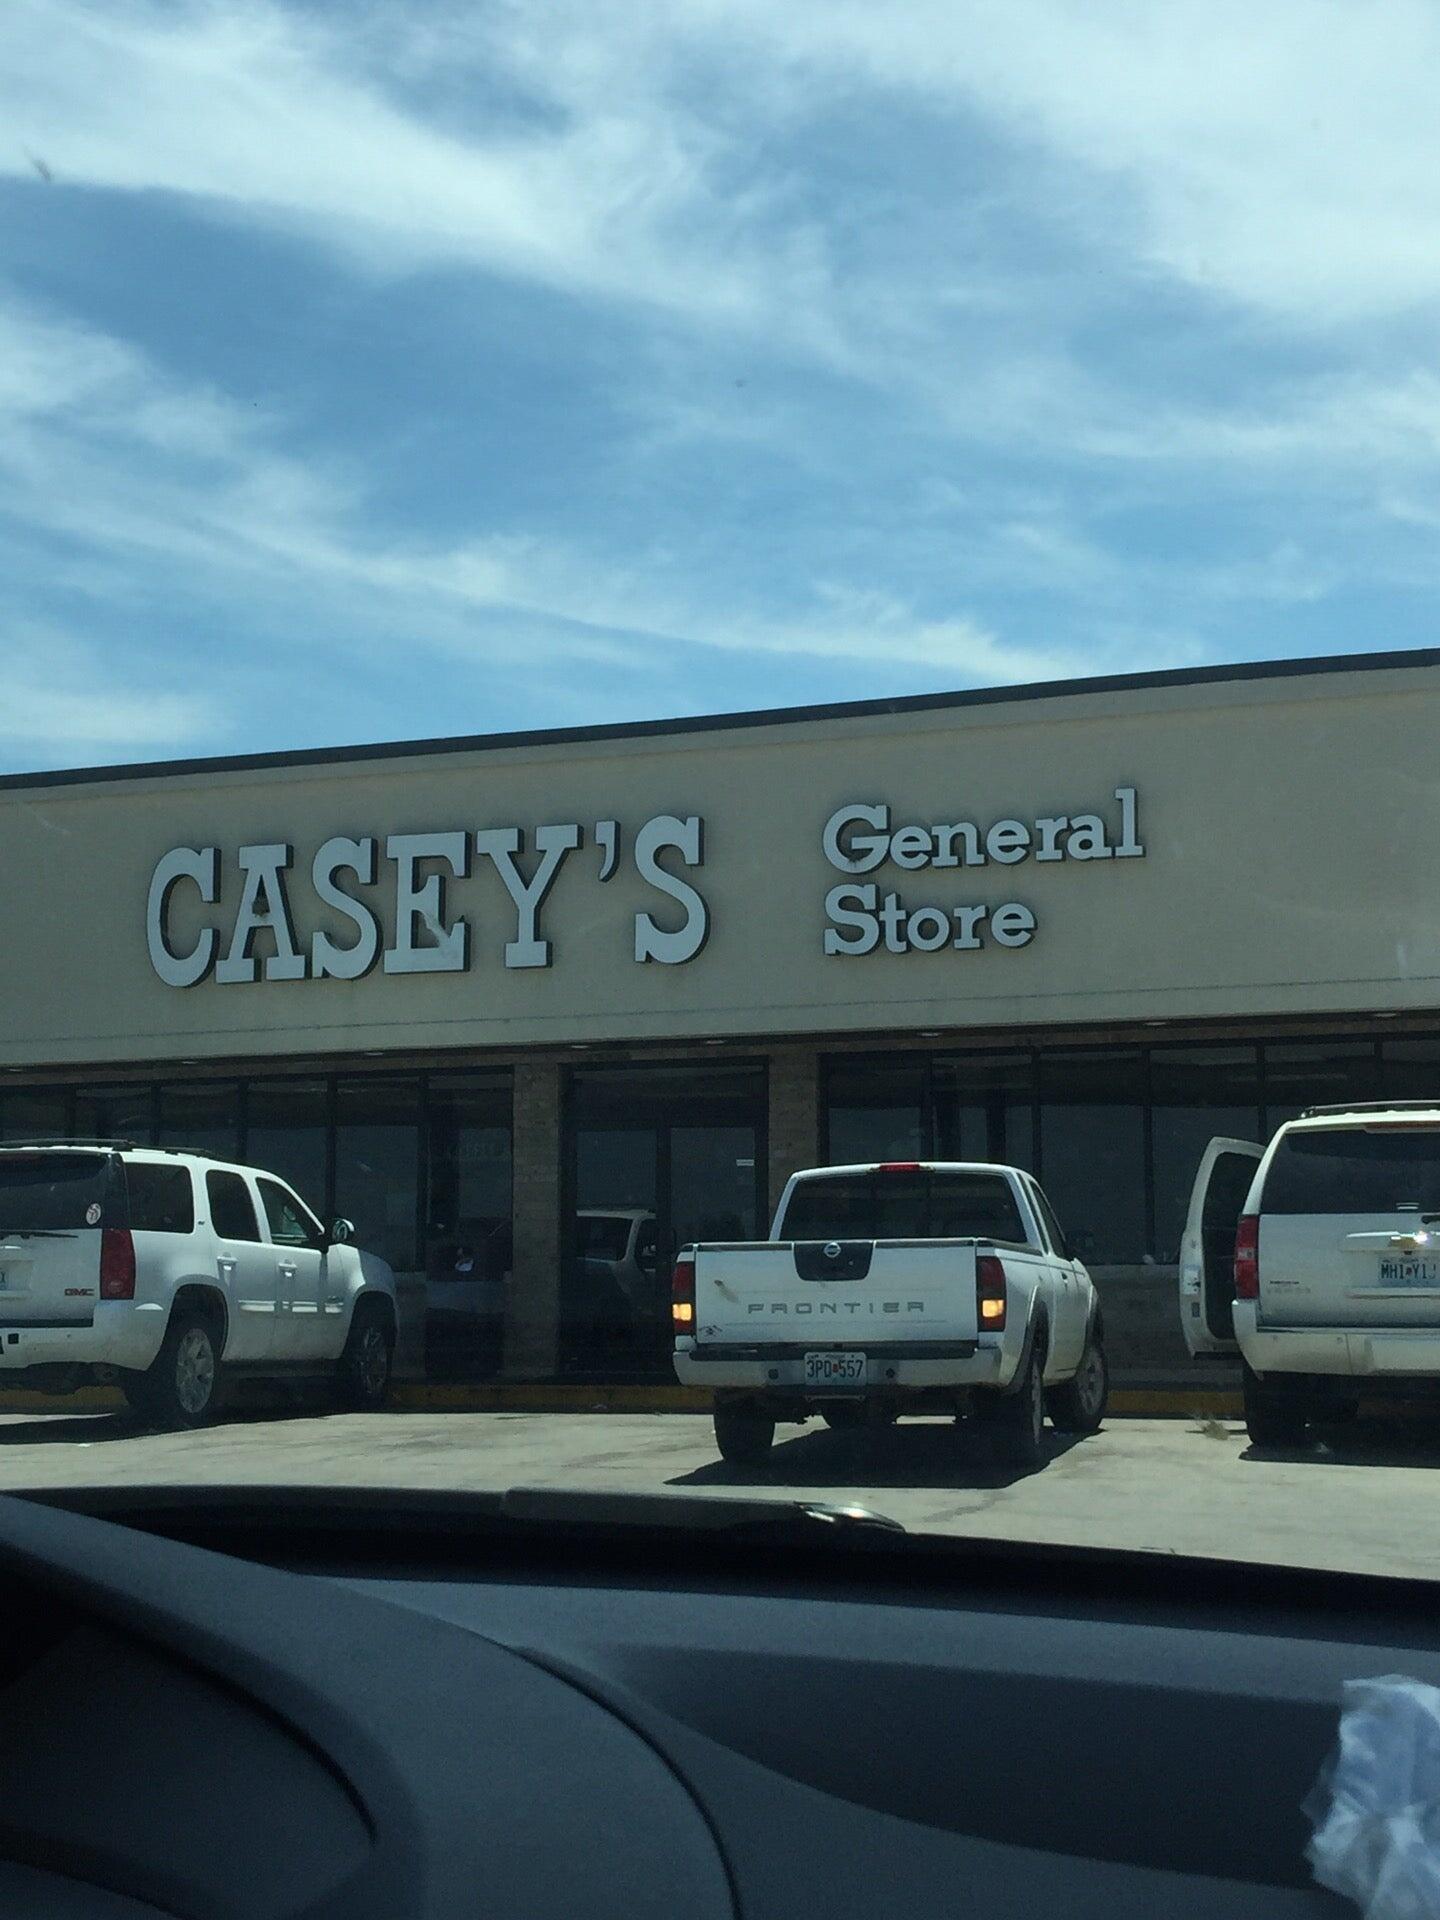 CASEY'S
General
Store
GMC
FRONTIER
3PD 557